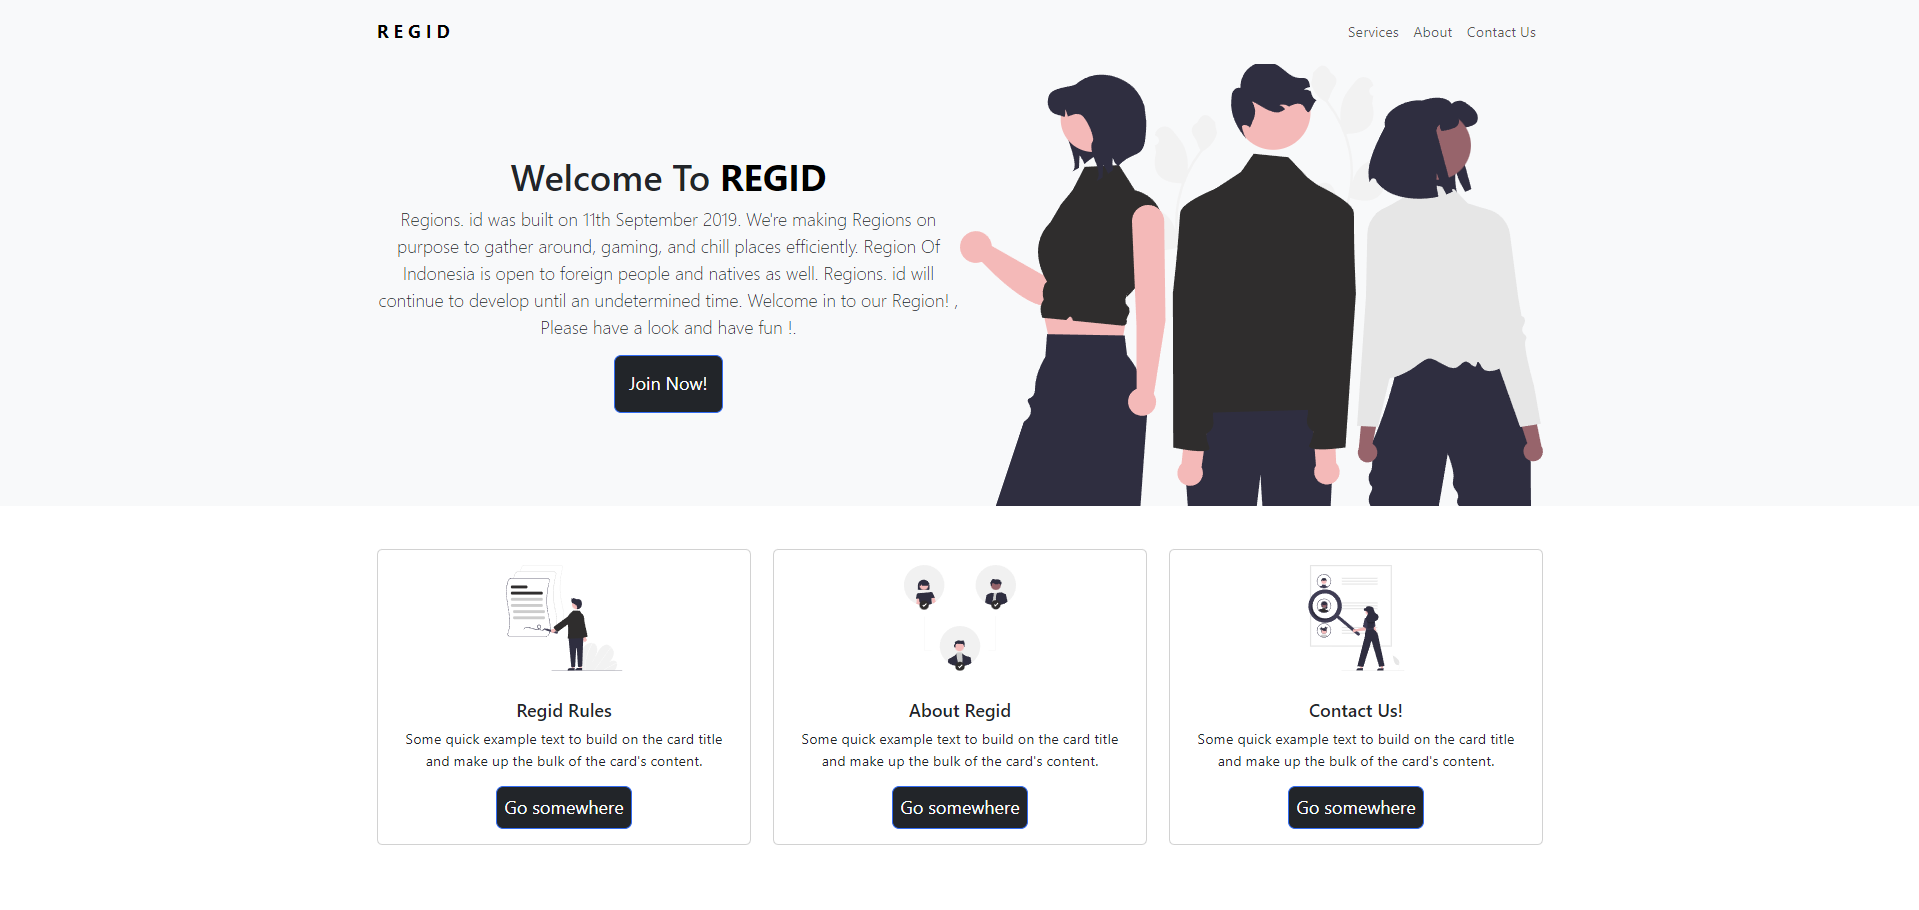 REGID
Services About Contact Us
Welcome To REGID
Regions. id was built on 11th September 2019. We're making Regions on
purpose to gather around, gaming, and chill places efficiently. Region Of
Indonesia is open to foreign people and natives as well. Regions. id will
continue to develop until an undetermined time. Welcome in to our Region! ,
Please have a look and have fun !.
Join Now!
Regid Rules
Some quick example text to build on the card title
and make up the bulk of the card's content.
Go somewhere
About Regid
Some quick example text to build on the card title
and make up the bulk of the card's content.
Go somewhere
Contact Us!
Some quick example text to build on the card title
and make up the bulk of the card's content.
Go somewhere